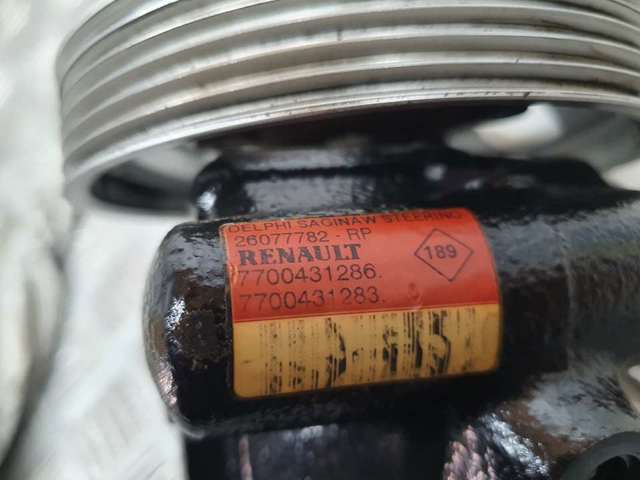 DELPHI SAGINAW STEERING
26077782 - RP
RENAULT
189
7700431286.
7700431283.